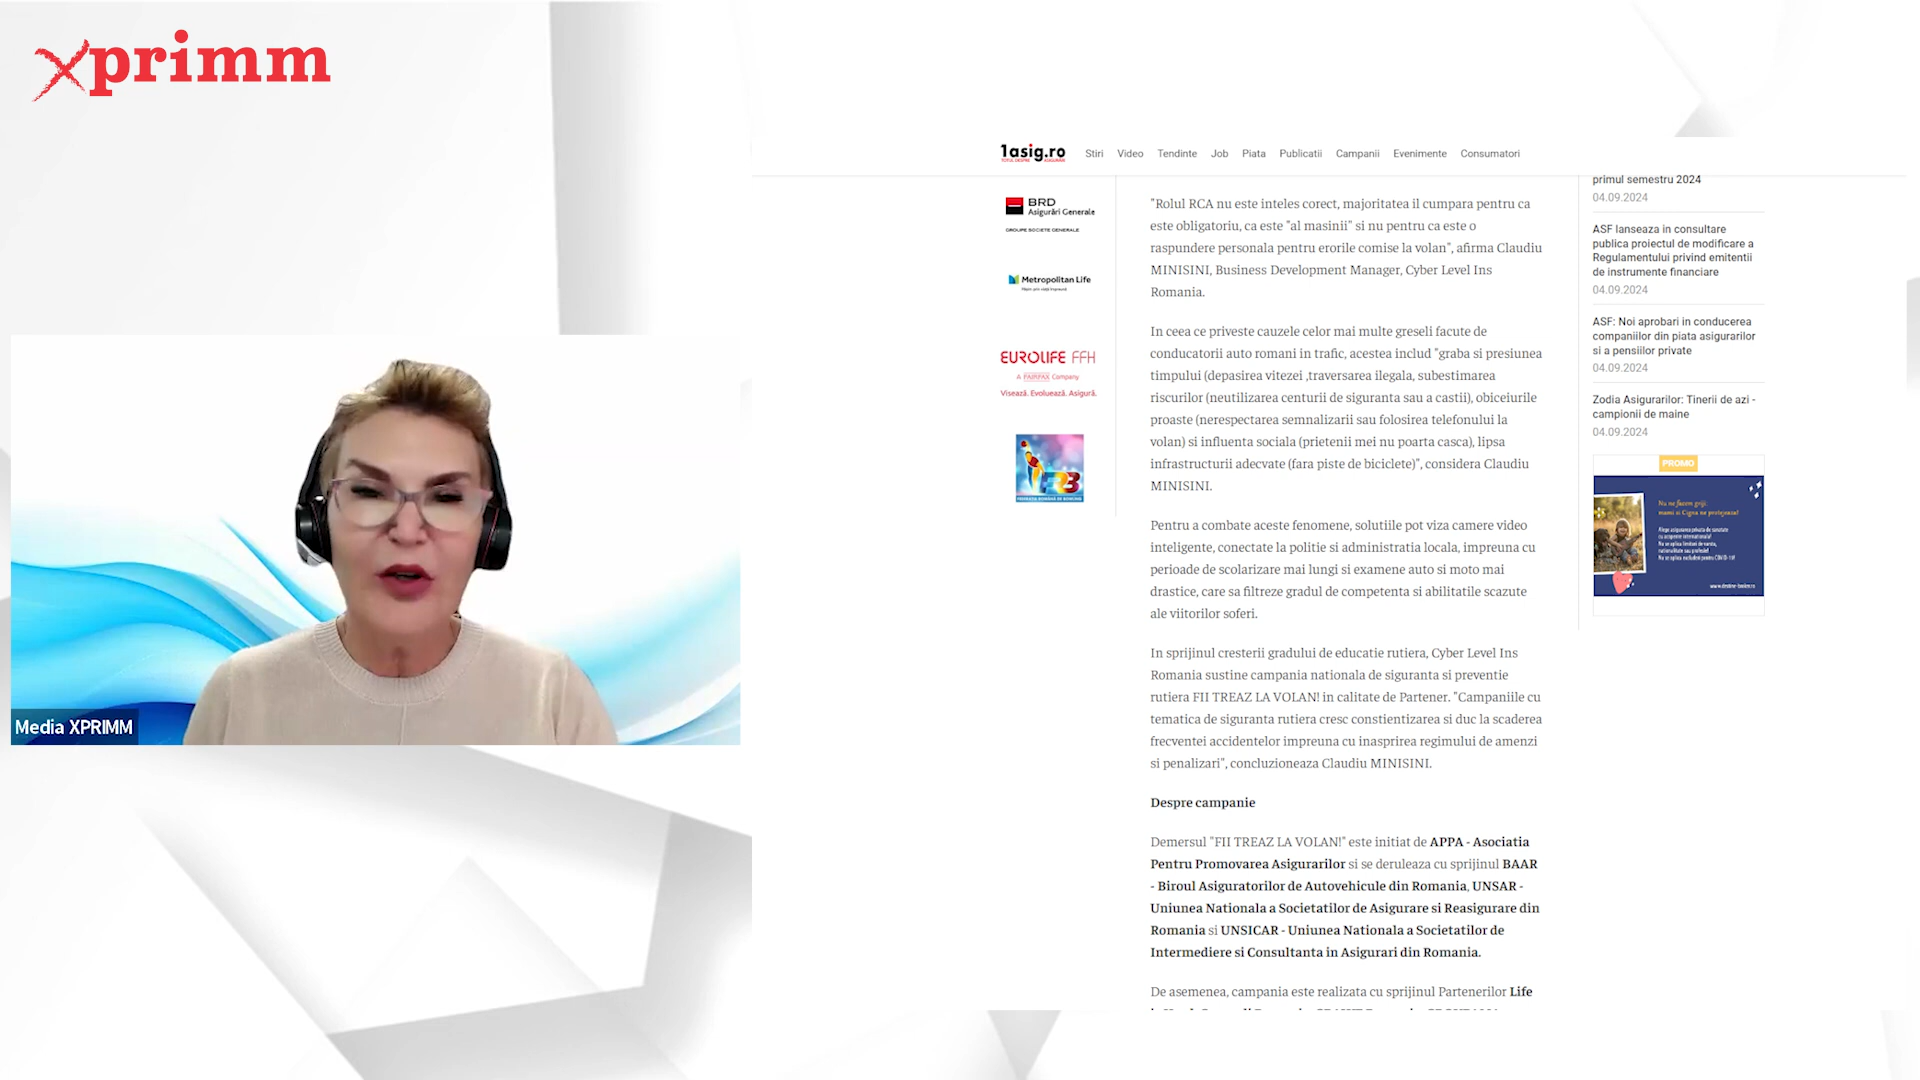 xprimm
Media XPRIMM
1asig.ro
Stiri Video Tendinte Job Piata Publicatii Campanii Evenimente Consumatori
BRD
Asigurări Generale
GROUPE SOCIETE GENERALE
Metropolitan Life
EUROLIFE FFH
A FAIRFAX Company
Visează. Evoluează. Asigură.
"Rolul RCA nu este inteles corect, majoritatea il cumpara pentru ca
este obligatoriu, ca este "al masinii" si nu pentru ca este o
raspundere personala pentru erorile comise la volan", afirma Claudiu
MINISINI, Business Development Manager, Cyber Level Ins
Romania.
In ceea ce priveste cauzele celor mai multe greseli facute de
conducatorii auto romani in trafic, acestea includ "graba si presiunea
timpului (depasirea vitezei ,traversarea ilegala, subestimarea
riscurilor (neutilizarea centurii de siguranta sau a castii), obiceiurile
proaste (nerespectarea semnalizarii sau folosirea telefonului la
volan) si influenta sociala (prietenii mei nu poarta casca), lipsa
infrastructurii adecvate (fara piste de biciclete)", considera Claudiu
MINISINI.
Pentru a combate aceste fenomene, solutiile pot viza camere video
inteligente, conectate la politie si administratia locala, impreuna cu
perioade de scolarizare mai lungi si examene auto si moto mai
drastice, care sa filtreze gradul de competenta si abilitatile scazute
ale viitorilor soferi.
In sprijinul cresterii gradului de educatie rutiera, Cyber Level Ins
Romania sustine campania nationala de siguranta si preventie
rutiera FII TREAZ LA VOLAN! in calitate de Partener. "Campaniile cu
tematica de siguranta rutiera cresc constientizarea si duc la scaderea
frecventei accidentelor impreuna cu inasprirea regimului de amenzi
si penalizari", concluzioneaza Claudiu MINISINI.
Despre campanie
Demersul "FII TREAZ LA VOLAN!" este initiat de APPA - Asociatia
Pentru Promovarea Asigurarilor si se deruleaza cu sprijinul BAAR
- Biroul Asiguratorilor de Autovehicule din Romania, UNSAR -
Uniunea Nationala a Societatilor de Asigurare si Reasigurare din
Romania si UNSICAR - Uniunea Nationala a Societatilor de
Intermediere si Consultanta in Asigurari din Romania.
De asemenea, campania este realizata cu sprijinul Partenerilor Life
primul semestru 2024
04.09.2024
ASF lanseaza in consultare
publica proiectul de modificare a
Regulamentului privind emitentii
de instrumente financiare
04.09.2024
ASF: Noi aprobari in conducerea
companiilor din piata asigurarilor
si a pensiilor private
04.09.2024
Zodia Asigurarilor: Tinerii de azi -
campionii de maine
04.09.2024
PROMO
Nu ne facem griji,
mami si Cigna ne protejeaza!